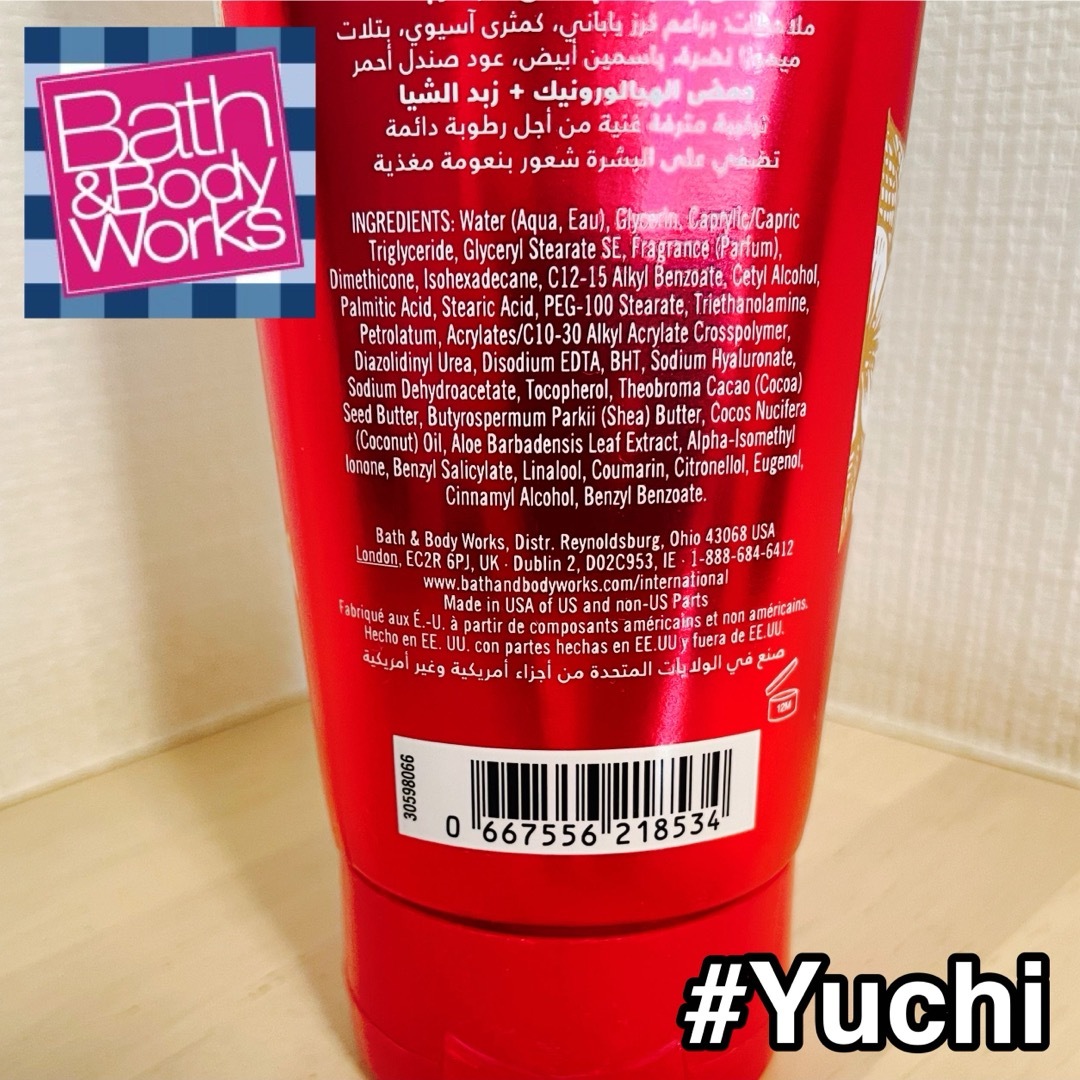 Bath
&Body
Works
ملاحظات: براعم كرز ياباني، كمثرى آسيوي، بتلات
ميموزا نضرة، ياسمين أبيض، عود صندل أحمر
حمض الهيالورونيك + زبد الشيا
تركيبة مترفة غنية من أجل رطوبة دائمة
تضفي على البشرة شعور بنعومة مغذية
INGREDIENTS: Water (Aqua, Eau), Glycerin, Caprylic/Capric
Triglyceride, Glyceryl Stearate SE, Fragrance (Parfum),
Dimethicone, Isohexadecane, C12-15 Alkyl Benzoate, Cetyl Alcohol,
Palmitic Acid, Stearic Acid, PEG-100 Stearate, Triethanolamine,
Petrolatum, Acrylates/C10-30 Alkyl Acrylate Crosspolymer,
Diazolidinyl Urea, Disodium EDTA, BHT, Sodium Hyaluronate,
Sodium Dehydroacetate, Tocopherol, Theobroma Cacao (Cocoa)
Seed Butter, Butyrospermum Parkii (Shea) Butter, Cocos Nucifera
(Coconut) Oil, Aloe Barbadensis Leaf Extract, Alpha-Isomethyl
Ionone, Benzyl Salicylate, Linalool, Coumarin, Citronellol, Eugenol,
Cinnamyl Alcohol, Benzyl Benzoate.
Bath & Body Works, Distr. Reynoldsburg, Ohio 43068 USA
London, EC2R 6PJ, UK · Dublin 2, D02C953, IE · 1-888-684-6412
www.bathandbodyworks.com/international
Made in USA of US and non-US Parts
Fabriqué aux É.-U. à partir de composants américains et non américains.
Hecho en EE. UU. con partes hechas en EE.UU y fuera de EE.UU.
صنع في الولايات المتحدة من أجزاء أمريكية وغير أمريكية
12M
30598066
0 667556 218534
#Yuchi